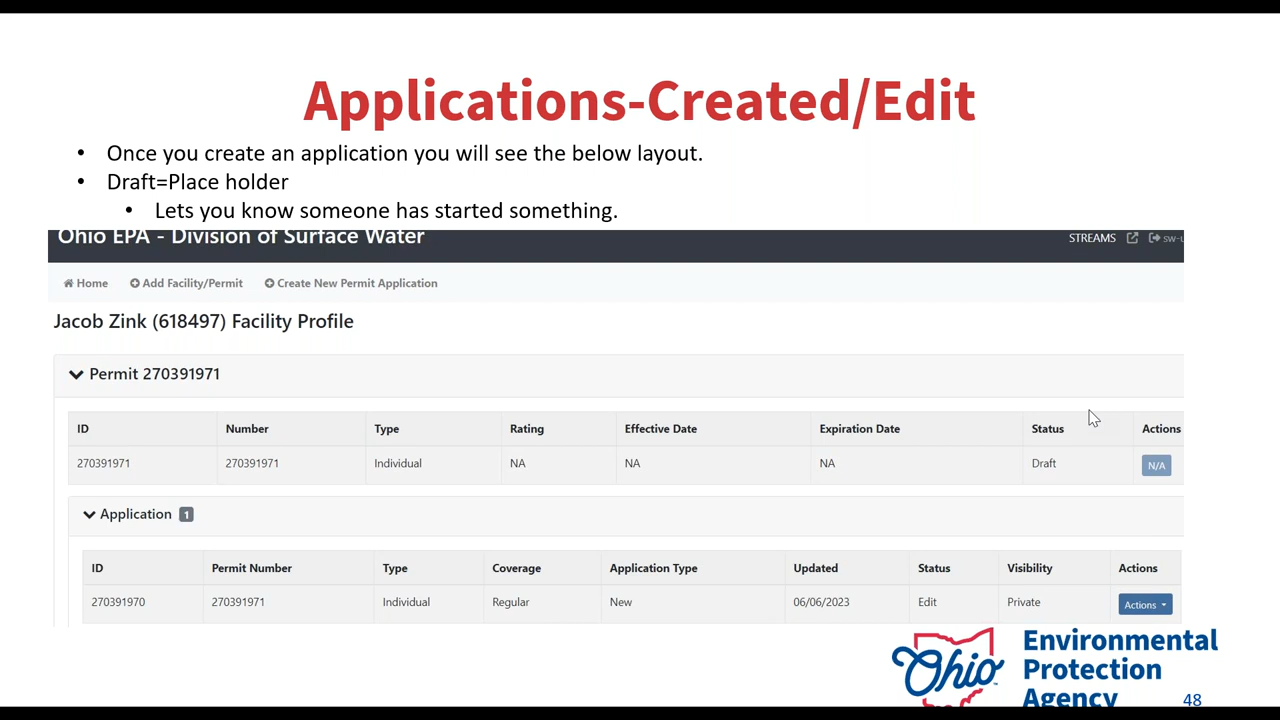 Applications-Created/Edit
• Once you create an application you will see the below layout.
• Draft=Place holder
• Lets you know someone has started something.
Ohio EPA - Division of Surface Water STREAMS sw-u
Home Add Facility/Permit Create New Permit Application
Jacob Zink (618497) Facility Profile
Permit 270391971
ID Number Type Rating Effective Date Expiration Date Status Actions
270391971 270391971 Individual NA NA NA Draft N/A
Application 1
ID Permit Number Type Coverage Application Type Updated Status Visibility Actions
270391970 270391971 Individual Regular New 06/06/2023 Edit Private Actions
Ohio
Environmental
Protection
Agency
48